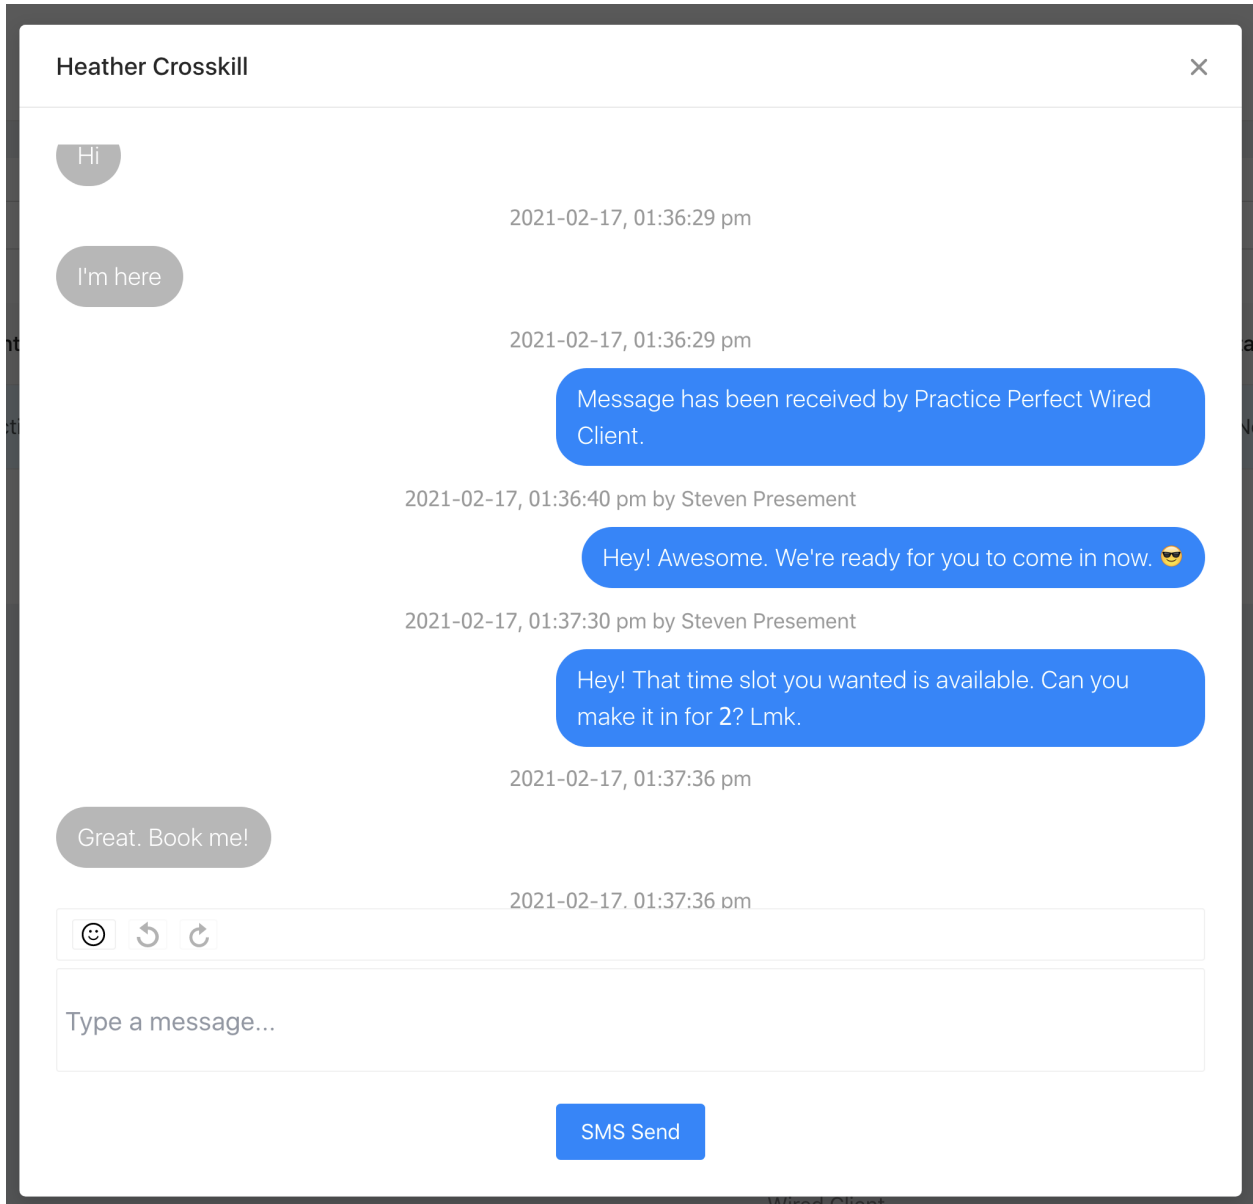 Heather Crosskill
Hi
2021-02-17, 01:36:29 pm
I'm here
2021-02-17, 01:36:29 pm
Message has been received by Practice Perfect Wired
Client.
2021-02-17, 01:36:40 pm by Steven Presement
Hey! Awesome. We're ready for you to come in now. 😎
2021-02-17, 01:37:30 pm by Steven Presement
Hey! That time slot you wanted is available. Can you
make it in for 2? Lmk.
2021-02-17, 01:37:36 pm
Great. Book me!
2021-02-17, 01:37:36 pm
Type a message...
SMS Send
Wired Client